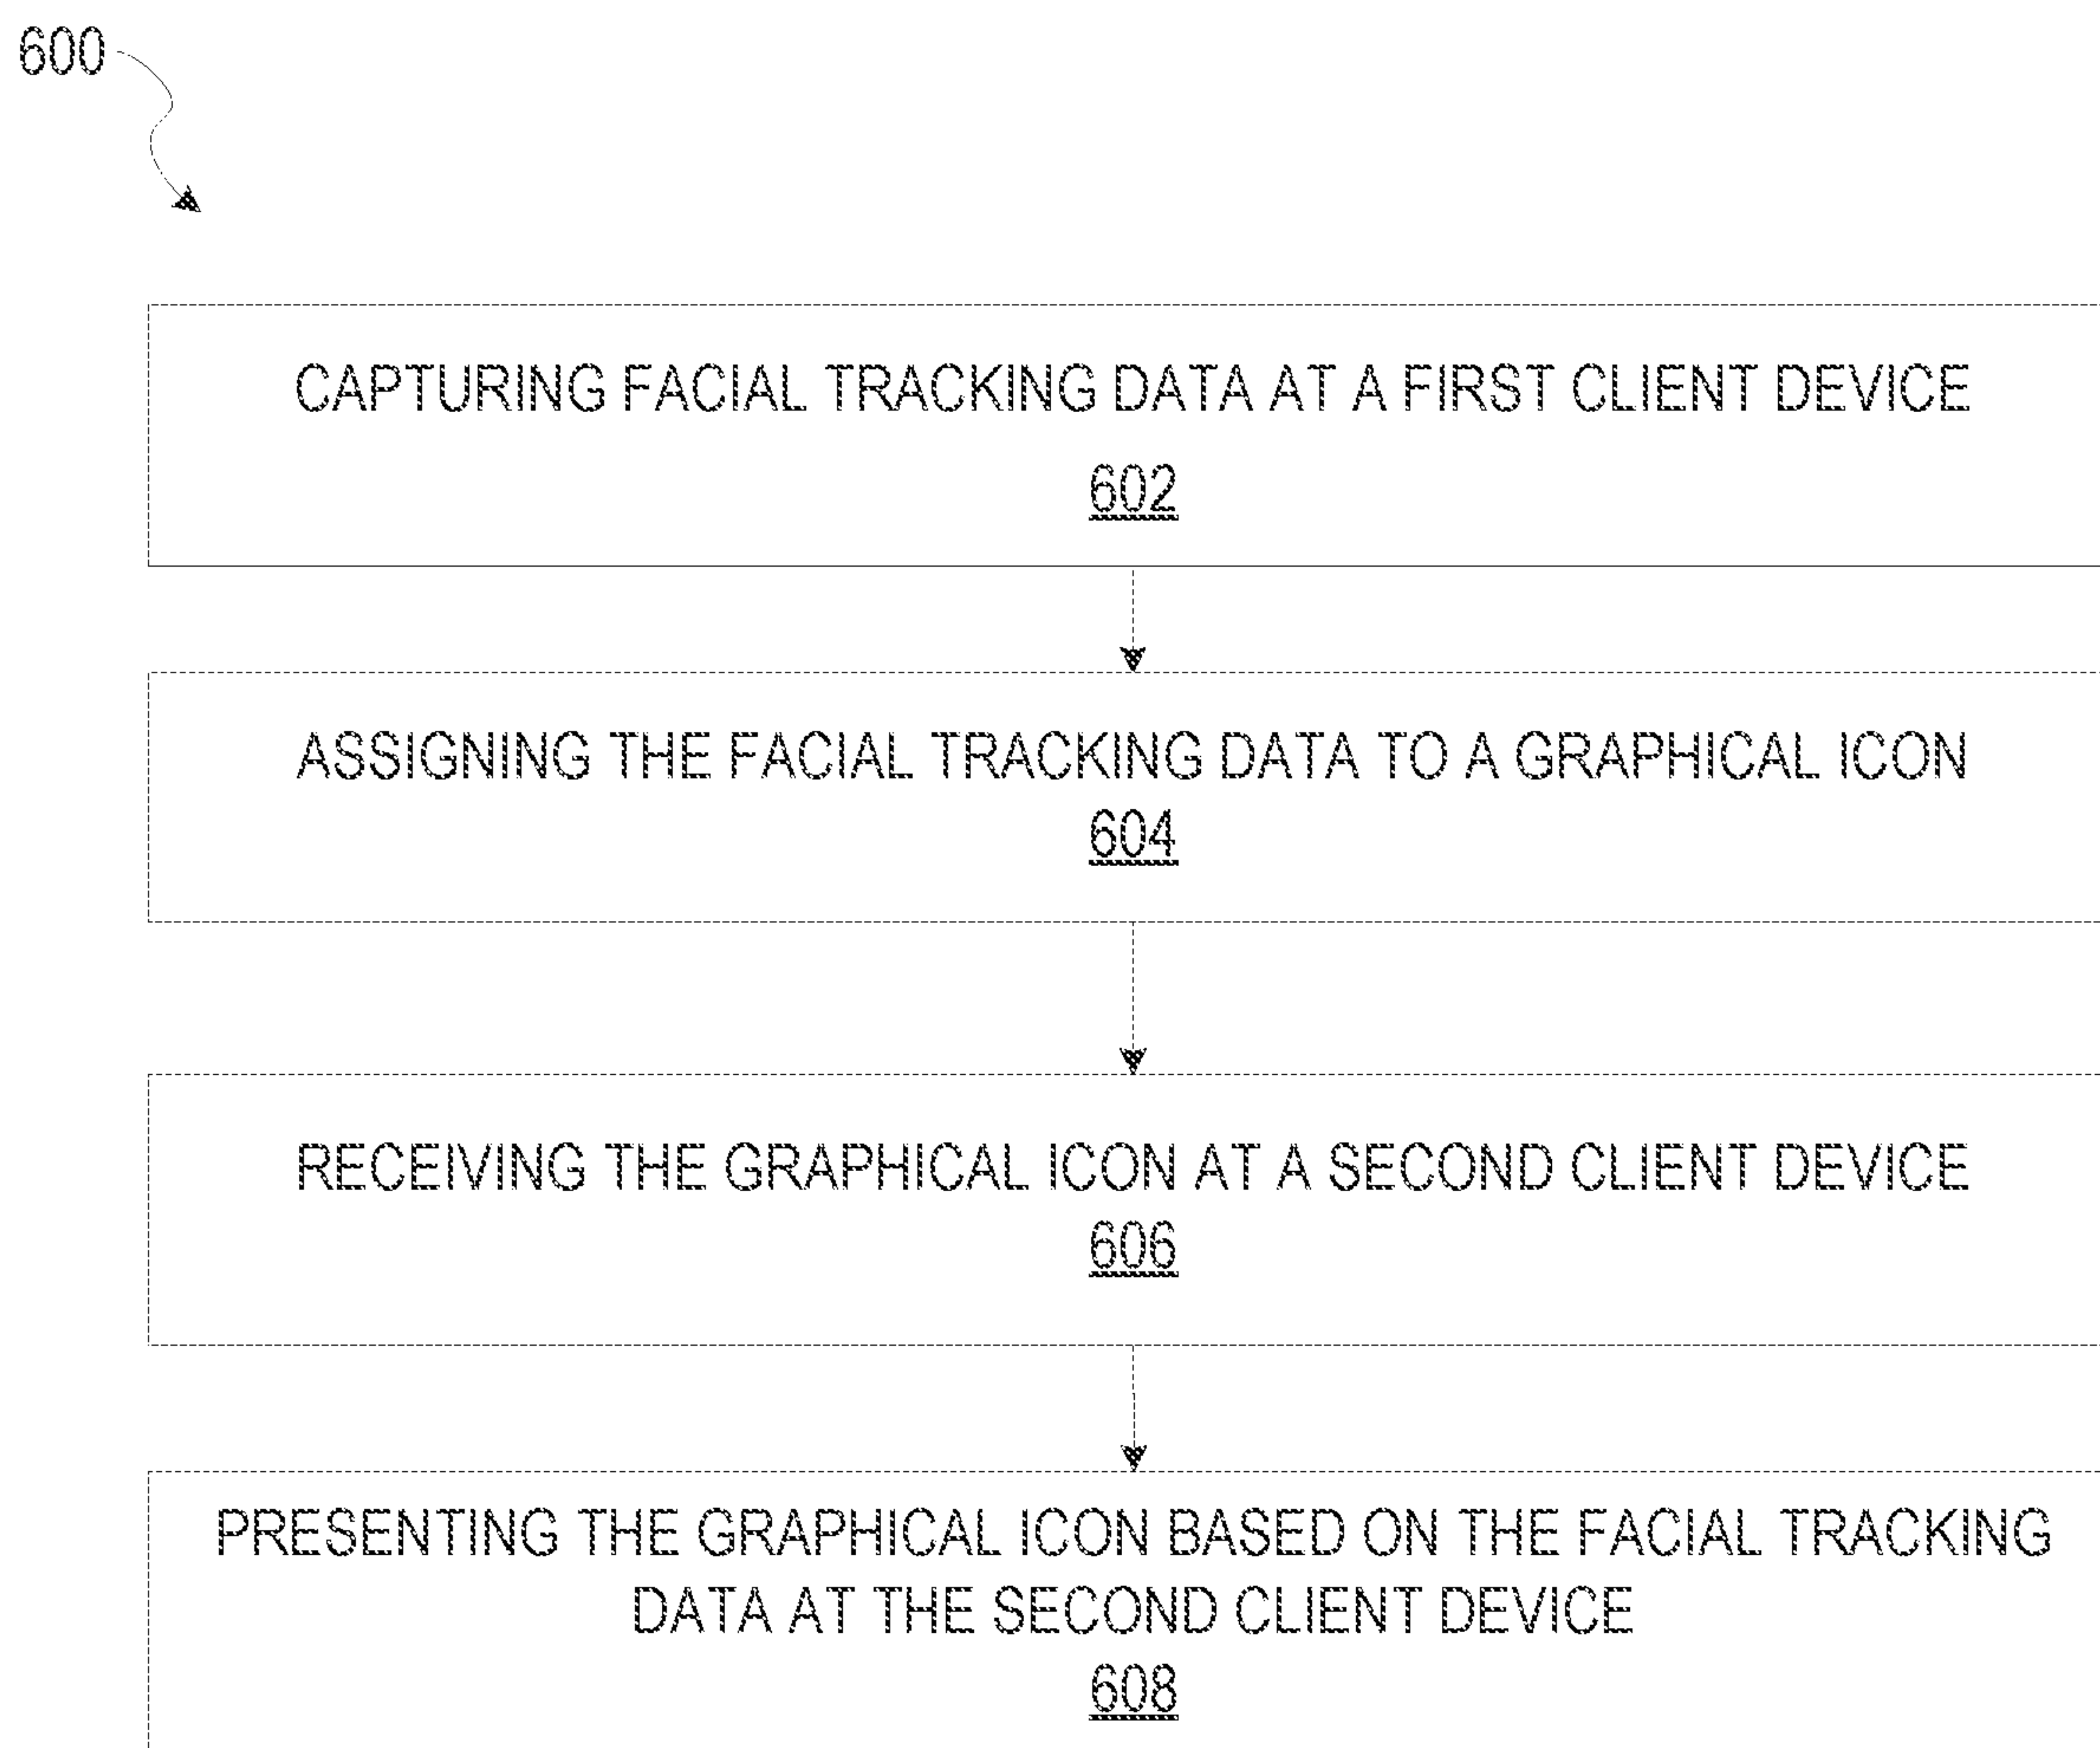 600
CAPTURING FACIAL TRACKING DATA AT A FIRST CLIENT DEVICE
602
ASSIGNING THE FACIAL TRACKING DATA TO A GRAPHICAL ICON
604
RECEIVING THE GRAPHICAL ICON AT A SECOND CLIENT DEVICE
606
PRESENTING THE GRAPHICAL ICON BASED ON THE FACIAL TRACKING
DATA AT THE SECOND CLIENT DEVICE
608